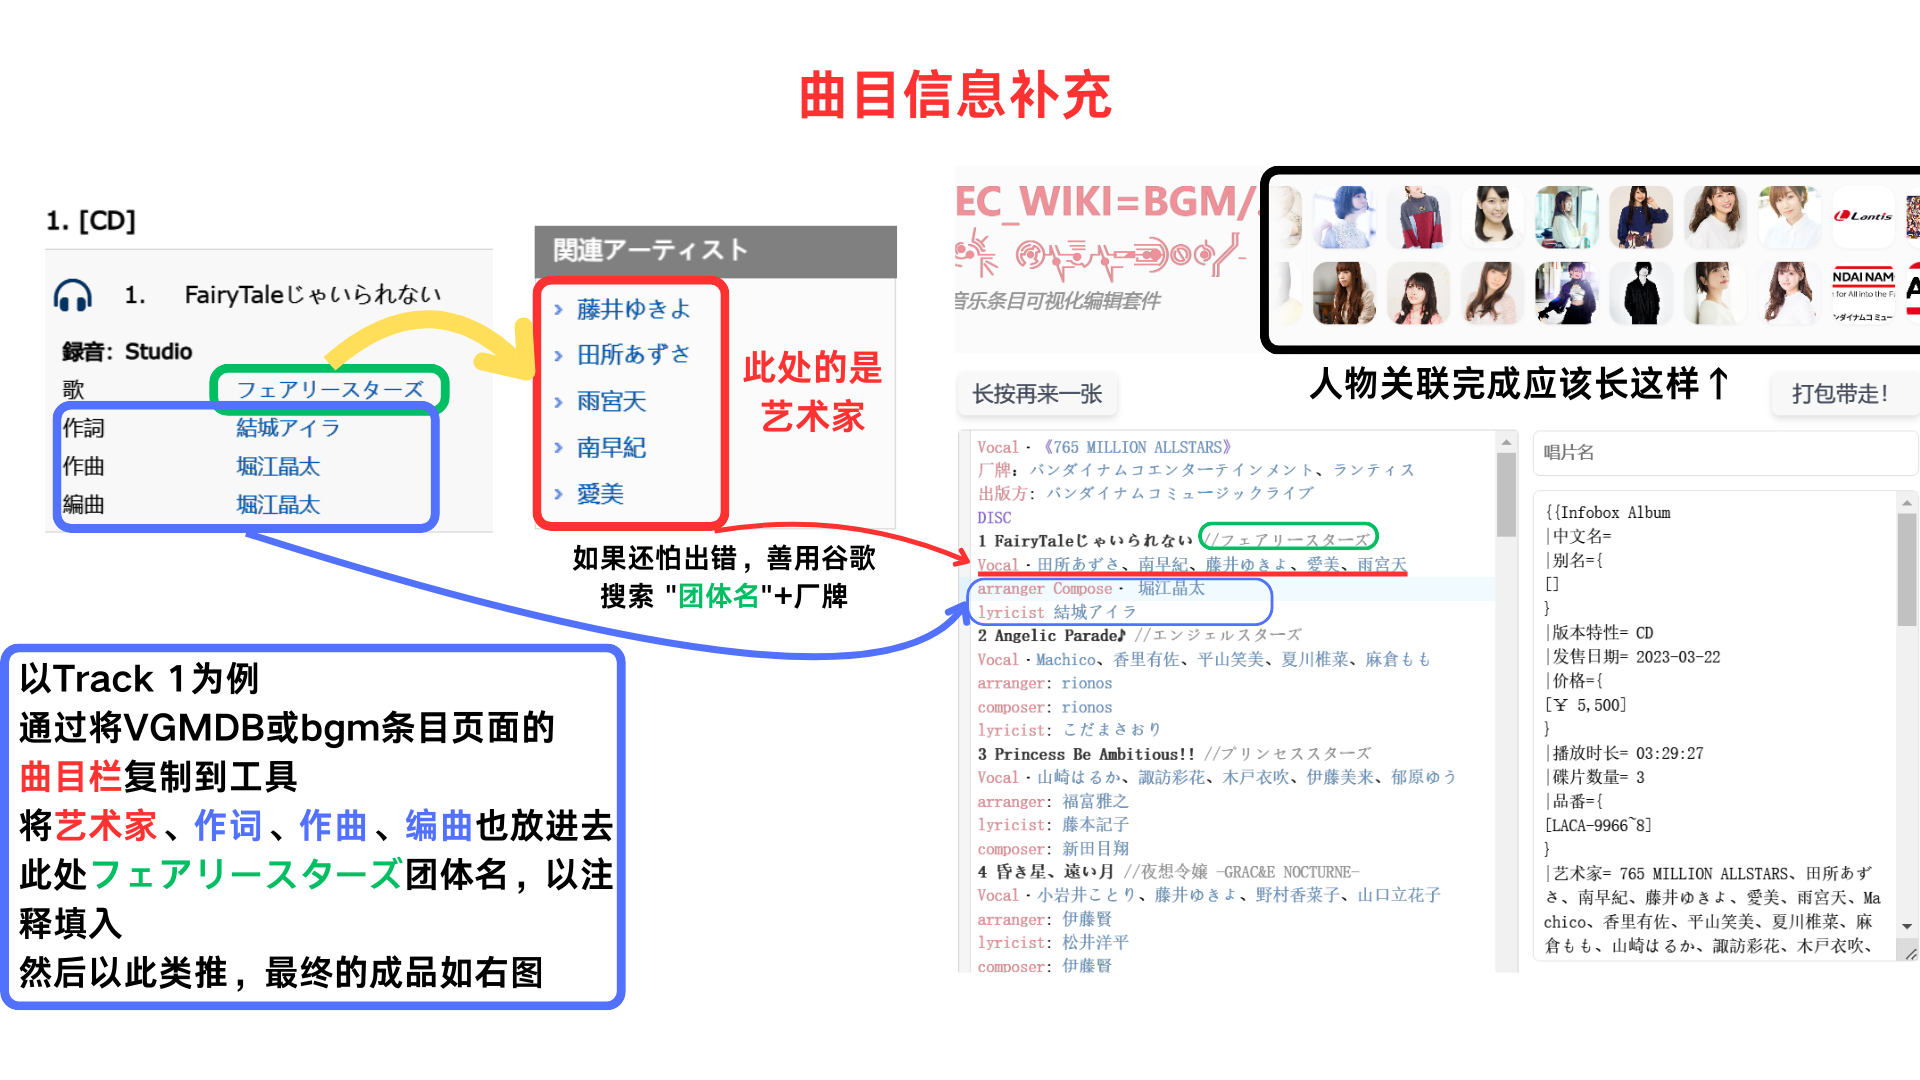 曲目信息补充
1. [CD]
1. FairyTaleじゃいられない
録音: Studio
歌 フェアリースターズ
作詞 結城アイラ
作曲 堀江晶太
編曲 堀江晶太
関連アーティスト
藤井ゆきよ
田所あずさ
雨宮天
南早紀
愛美
此处的是
艺术家
如果还怕出错，善用谷歌
搜索 "团体名"+厂牌
以Track 1为例
通过将VGMDB或bgm条目页面的
曲目栏复制到工具
将艺术家、作词、作曲、编曲也放进去
此处フェアリースターズ团体名，以注
释填入
然后以此类推，最终的成品如右图
EC_WIKI=BGM/
音乐条目可视化编辑套件
Lantis
NDAI NAM
for All into the F
ンダイナムコミュー
人物关联完成应该长这样↑
长按再来一张
打包带走!
Vocal·《765 MILLION ALLSTARS》
厂牌: バンダイナムコエンターテインメント、ランティス
出版方: バンダイナムコミュージックライブ
DISC
1 FairyTaleじゃいられない //フェアリースターズ
Vocal·田所あずさ、南早紀、藤井ゆきよ、愛美、雨宮天
arranger Compose· 堀江晶太
lyricist 結城アイラ
2 Angelic Parade♪ //エンジェルスターズ
Vocal·Machico、香里有佐、平山笑美、夏川椎菜、麻倉もも
arranger: rionos
composer: rionos
lyricist: こだまさおり
3 Princess Be Ambitious!! //プリンセススターズ
Vocal·山崎はるか、諏訪彩花、木戸衣吹、伊藤美来、郁原ゆう
arranger: 福富雅之
lyricist: 藤本記子
composer: 新田目翔
4 昏き星、遠い月 //夜想令嬢 -GRAC&E NOCTURNE-
Vocal·小岩井ことり、藤井ゆきよ、野村香菜子、山口立花子
arranger: 伊藤賢
lyricist: 松井洋平
composer: 伊藤賢
唱片名
{{Infobox Album
|中文名=
|别名={
[]
}
|版本特性= CD
|发售日期= 2023-03-22
|价格={
[¥ 5,500]
}
|播放时长= 03:29:27
|碟片数量= 3
|品番={
[LACA-9966~8]
}
|艺术家= 765 MILLION ALLSTARS、田所あず
さ、南早紀、藤井ゆきよ、愛美、雨宮天、Ma
chico、香里有佐、平山笑美、夏川椎菜、麻
倉もも、山崎はるか、諏訪彩花、木戸衣吹、